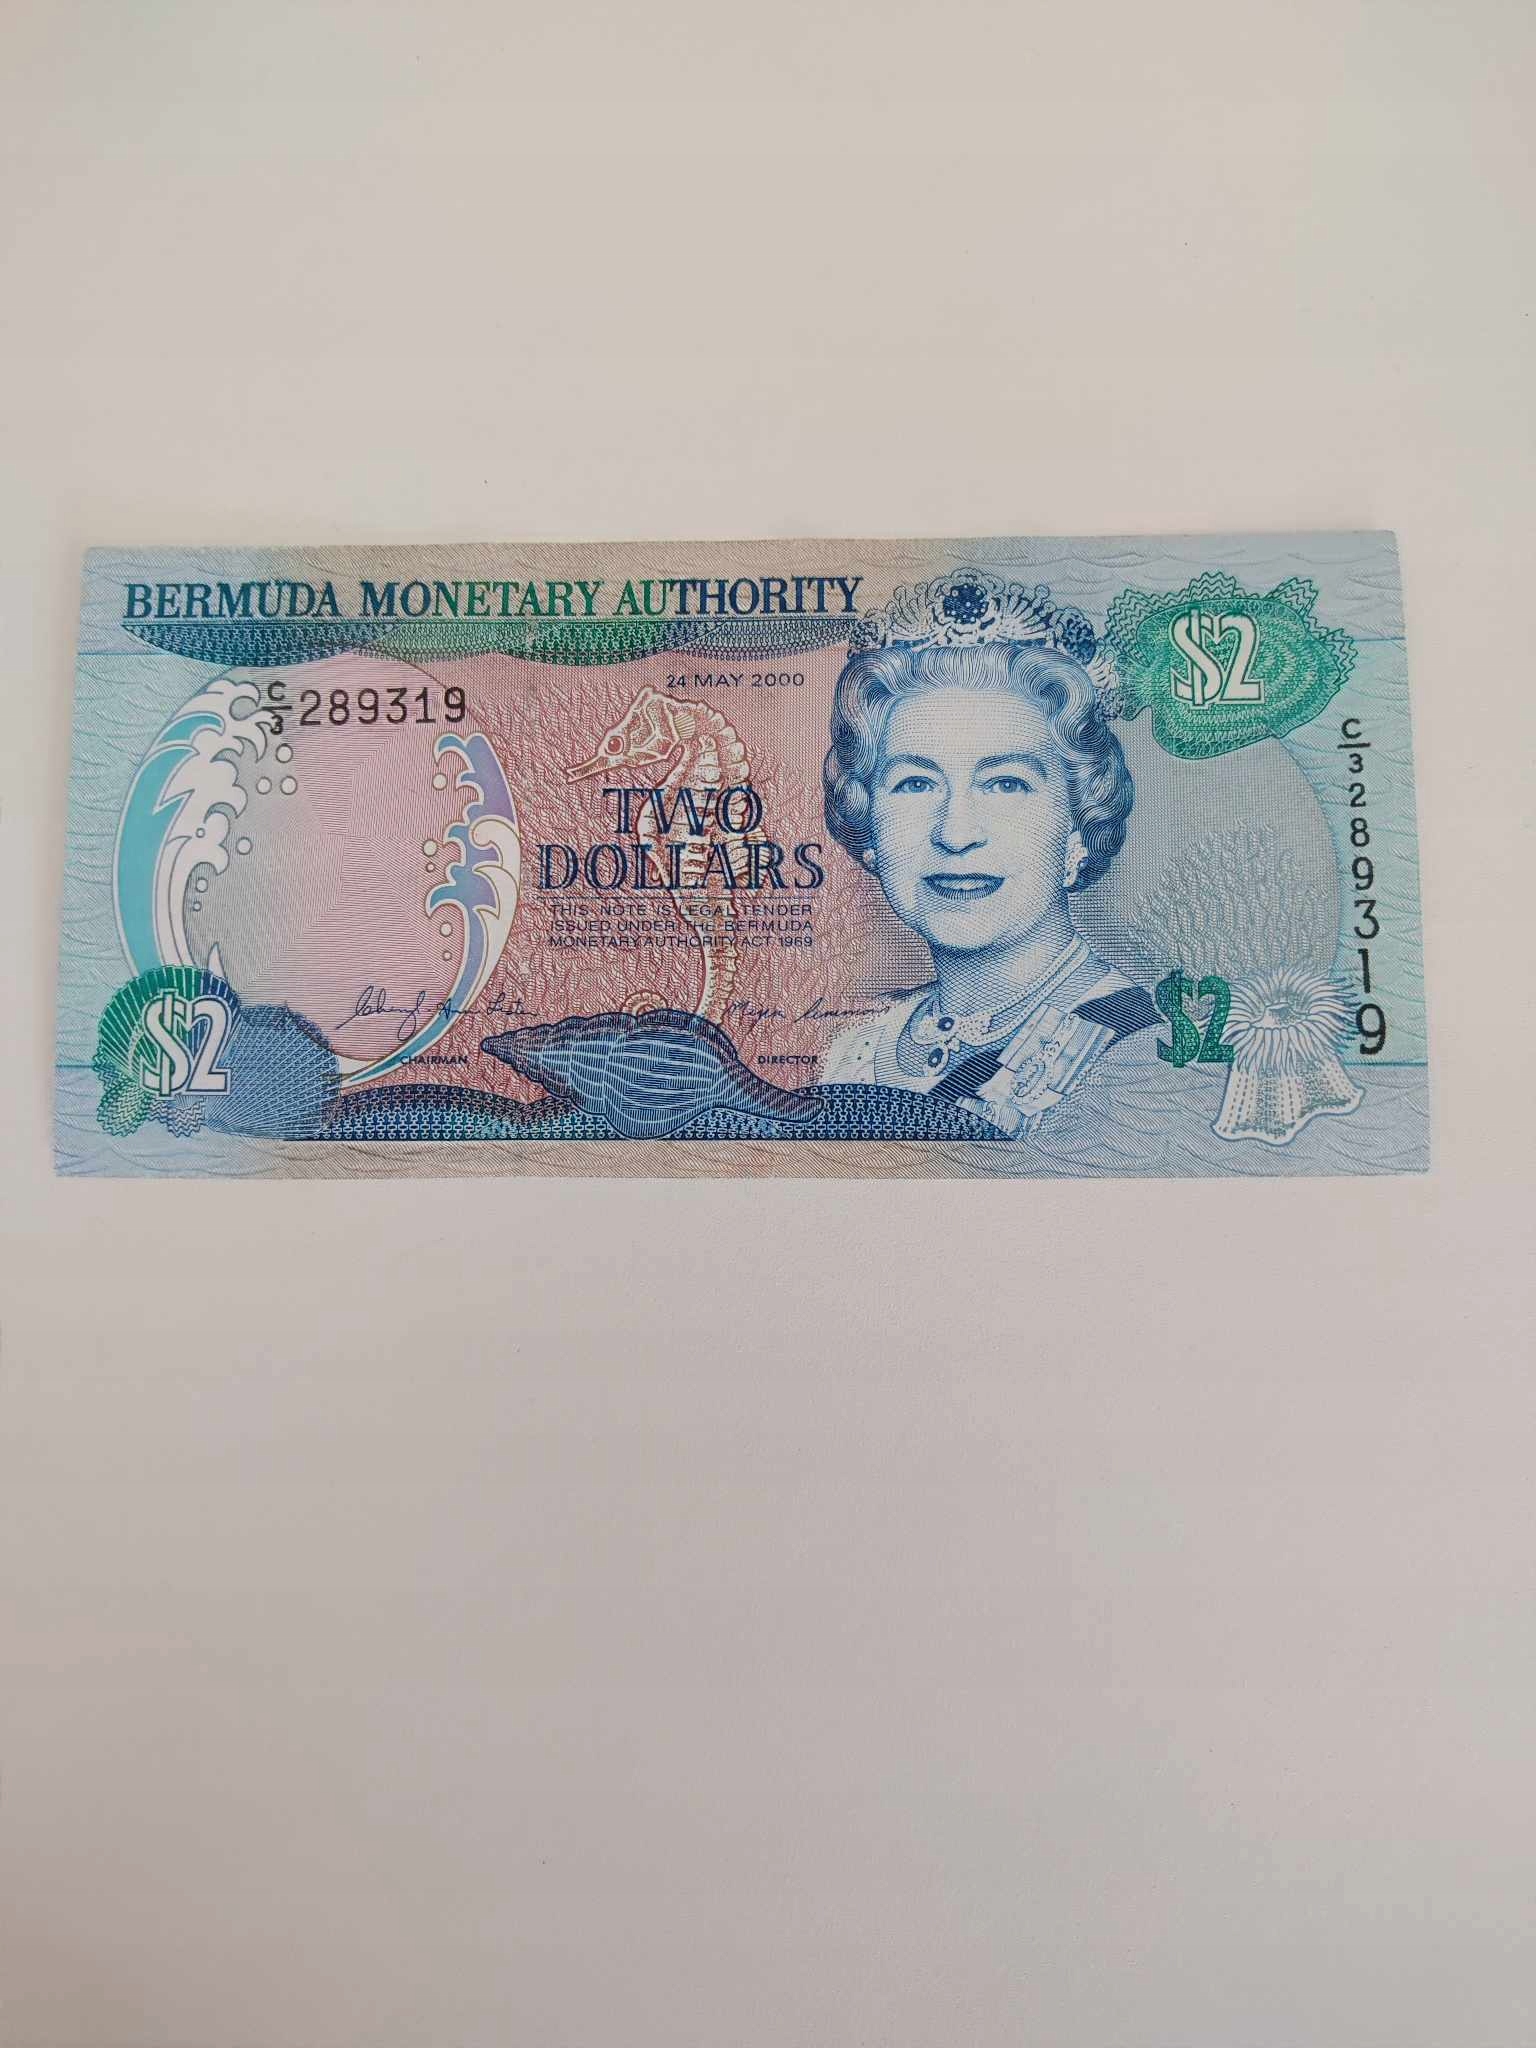 BERMUDA MONETARY AUTHORITY
$2
24 MAY 2000
C/3 289319
C/3 289319
TWO
DOLLARS
THIS NOTE IS LEGAL TENDER
ISSUED UNDER THE BERMUDA
MONETARY AUTHORITY ACT 1969
CHAIRMAN
DIRECTOR
$2
$2